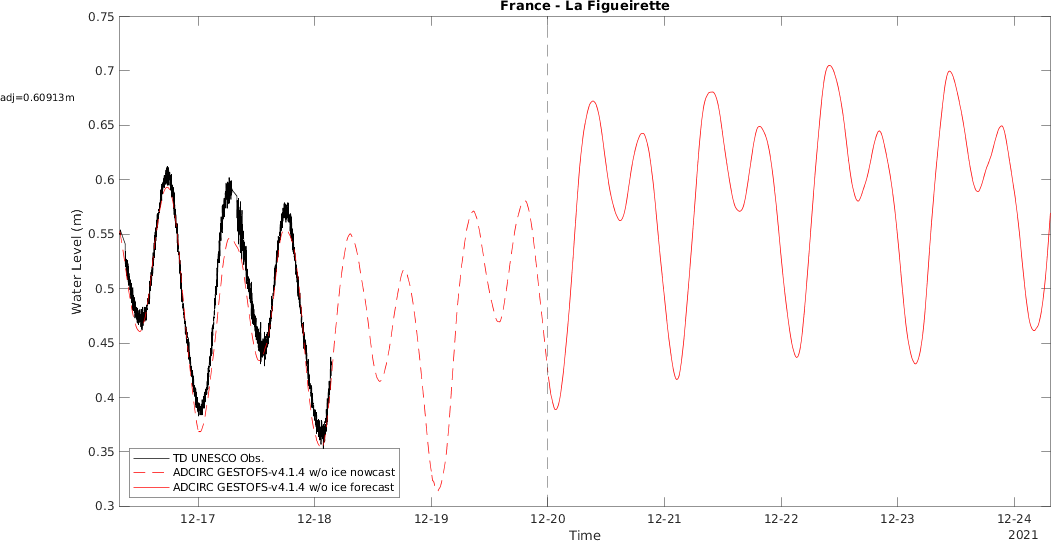 France - La Figueirette
adj=0.60913m
Water Level (m)
0.75
0.7
0.65
0.6
0.55
0.5
0.45
0.4
0.35
0.3
TD UNESCO Obs.
ADCIRC GESTOFS-v4.1.4 w/o ice nowcast
ADCIRC GESTOFS-v4.1.4 w/o ice forecast
12-17
12-18
12-19
12-20
12-21
12-22
12-23
12-24
Time
2021